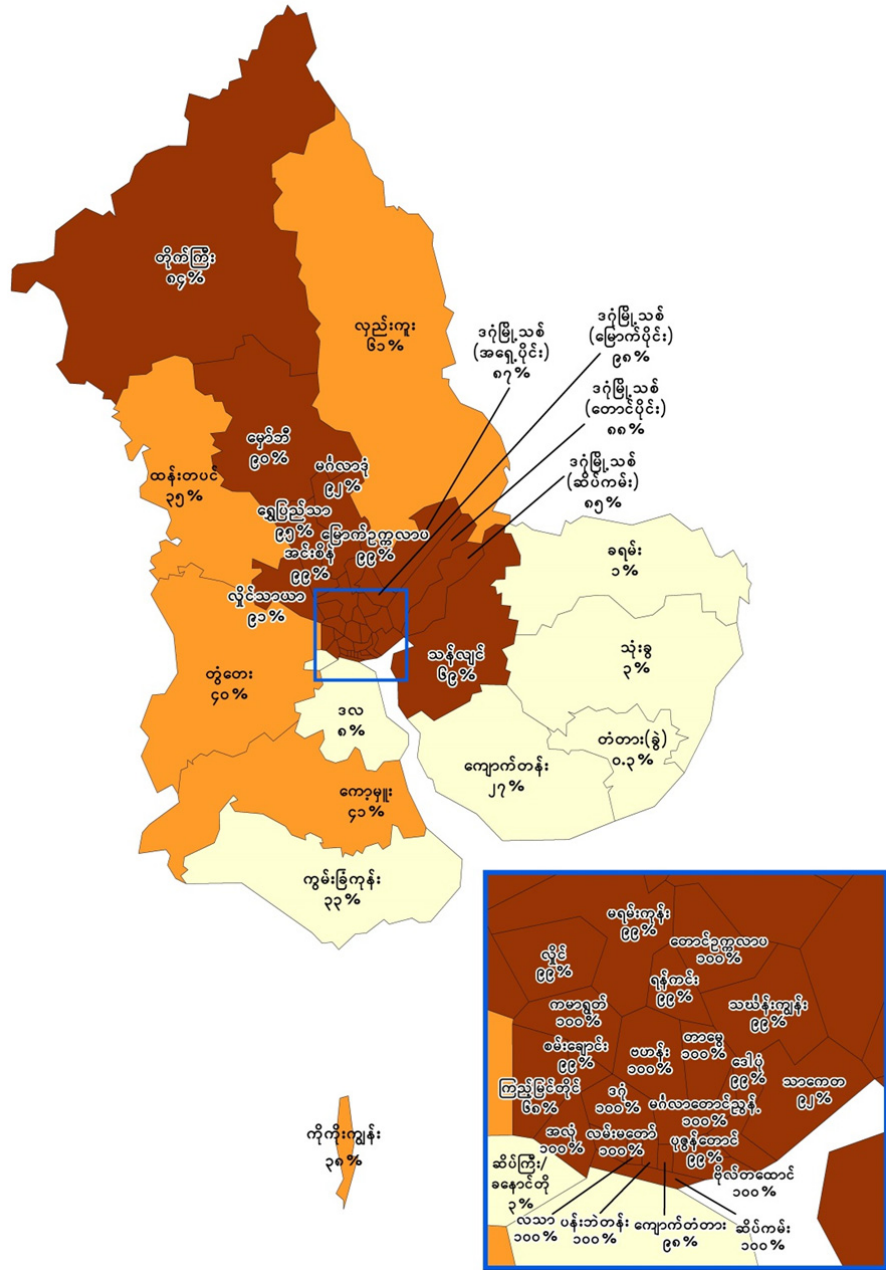 တိုက်ကြီး
၈၄%
လှည်းကူး
၆၁%
ဒဂုံမြို့သစ်
(အရှေ့ပိုင်း)
၈၇%
ဒဂုံမြို့သစ်
(မြောက်ပိုင်း)
၉၈%
ဒဂုံမြို့သစ်
(တောင်ပိုင်း)
၈၈%
ဒဂုံမြို့သစ်
(ဆိပ်ကမ်း)
၈၅%
မှော်ဘီ
၉၀%
မင်္ဂလာဒုံ
၉၂%
ထန်းတပင်
၃၅%
ရွှေပြည်သာ
၉၅%
မြောက်ဥက္ကလာပ
၉၉%
အင်းစိန်
၉၉%
လှိုင်သာယာ
၉၁%
ခရမ်း
၁%
သုံးခွ
၃%
သန်လျင်
၆၉%
တွံတေး
၄၀%
ဒလ
၈%
တံတား(ခွဲ)
၀.၃%
ကျောက်တန်း
၂၇%
ကော့မှူး
၄၁%
ကွမ်းခြံကုန်း
၃၃%
ကိုကိုးကျွန်း
၃၈%
မရမ်းကုန်း
၉၉%
တောင်ဥက္ကလာပ
၁၀၀%
လှိုင်
၉၉%
ရန်ကင်း
၉၉%
ကမာရွတ်
၁၀၀%
သင်္ဃန်းကျွန်း
၉၉%
စမ်းချောင်း
၉၉%
ဗဟန်း
၁၀၀%
တာမွေ
၁၀၀%
ဒေါပုံ
၉၉%
သာကေတ
၉၂%
ကြည့်မြင်တိုင်
၆၈%
ဒဂုံ
၁၀၀%
မင်္ဂလာတောင်ညွန့်
၁၀၀%
အလုံ
၁၀၀%
လမ်းမတော်
၁၀၀%
ပုဇွန်တောင်
၉၉%
ဗိုလ်တထောင်
၁၀၀%
ဆိပ်ကြီး/
ခနောင်တို
၃%
လသာ
၁၀၀%
ပန်းဘဲတန်း
၁၀၀%
ကျောက်တံတား
၉၈%
ဆိပ်ကမ်း
၁၀၀%